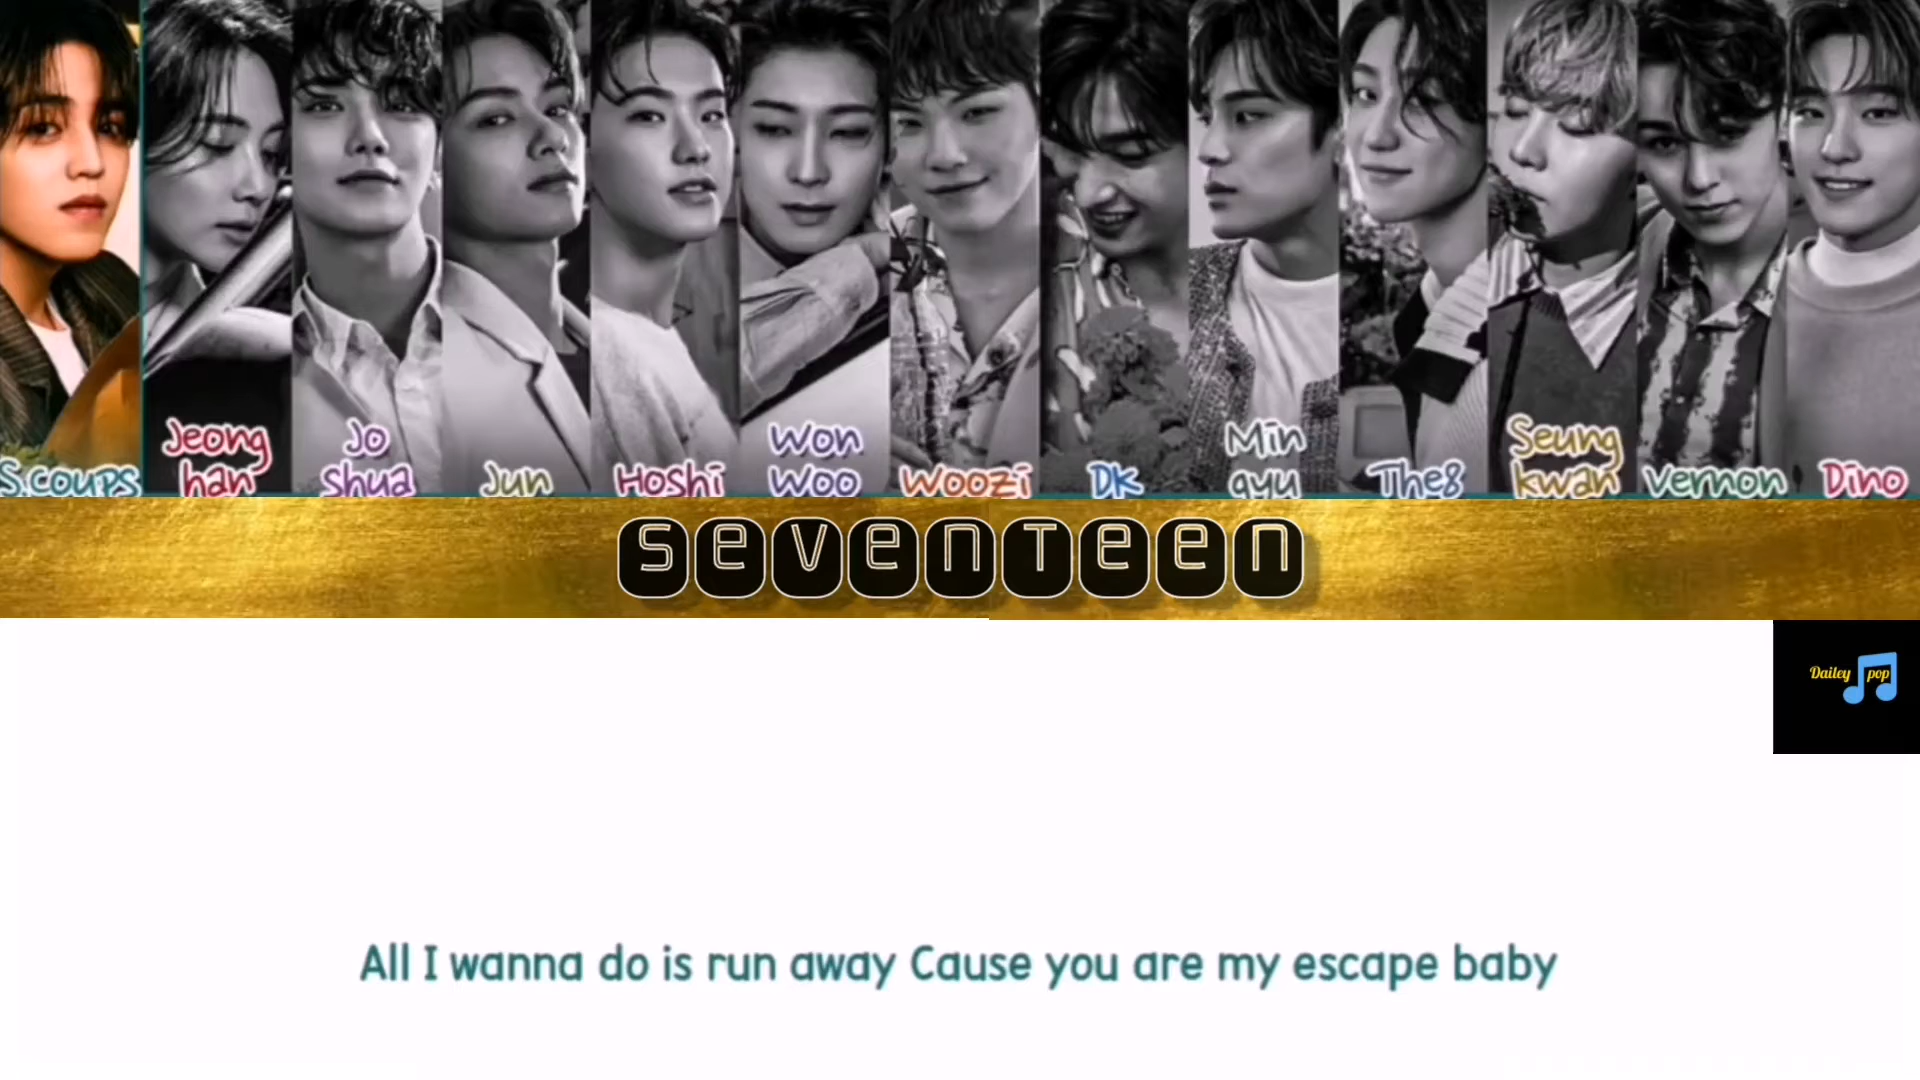 S.coups
Jeong
han
Jo
shua
Jun
Hoshi
Won
Woo
Woozi
DK
Min
gyu
The8
Seung
kwan
Vernon
Dino
SEVENTEEN
Dailey pop
All I wanna do is run away Cause you are my escape baby